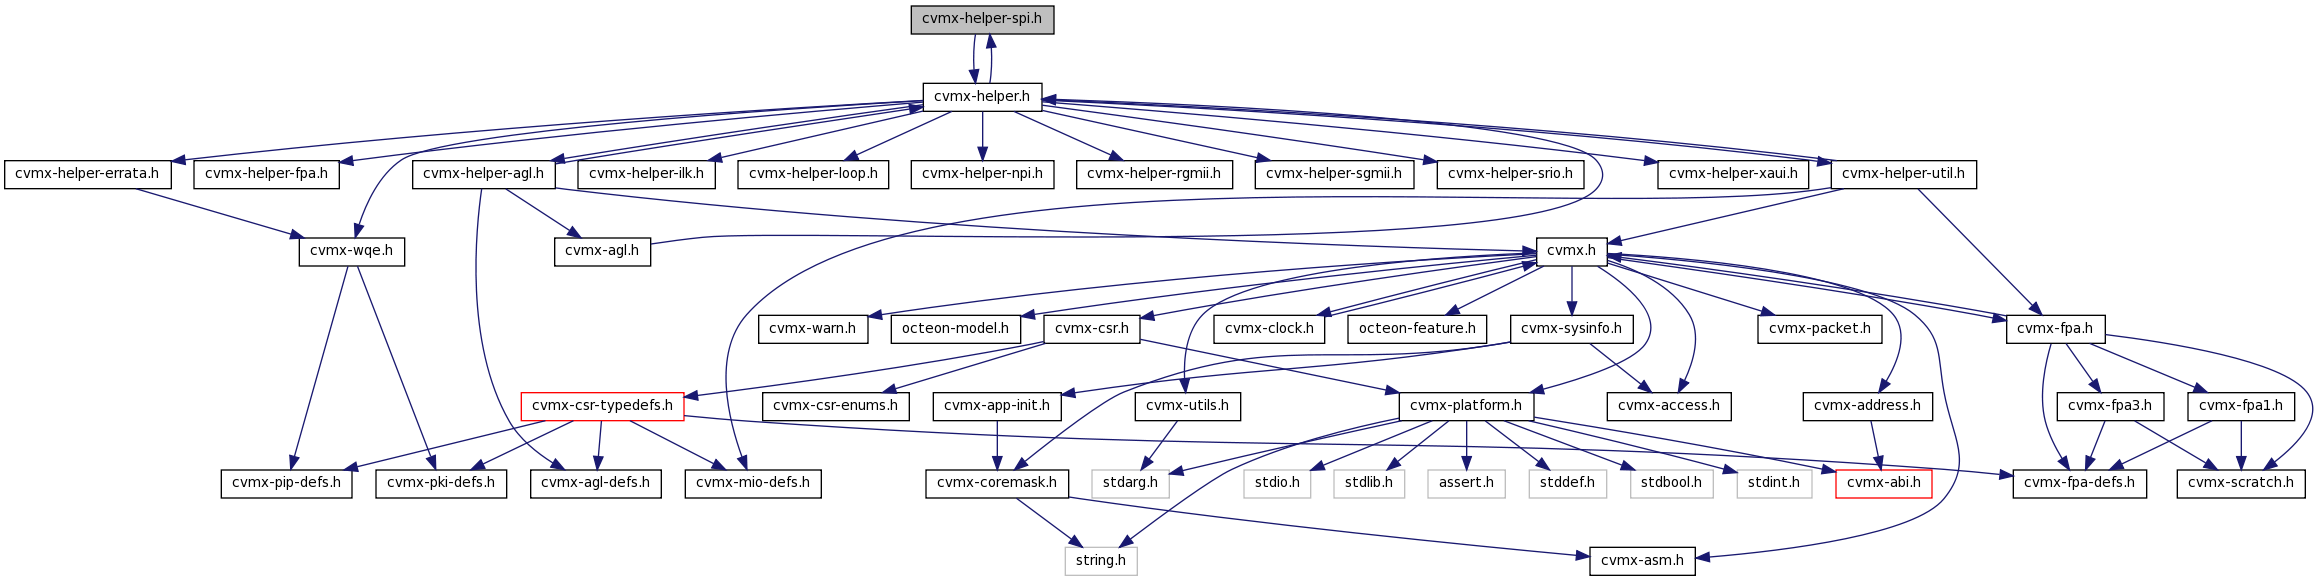 cvmx-helper-spi.h
cvmx-helper.h
cvmx-helper-errata.h
cvmx-helper-fpa.h
cvmx-helper-agl.h
cvmx-helper-ilk.h
cvmx-helper-loop.h
cvmx-helper-npi.h
cvmx-helper-rgmii.h
cvmx-helper-sgmii.h
cvmx-helper-srio.h
cvmx-helper-xaui.h
cvmx-helper-util.h
cvmx-wqe.h
cvmx-agl.h
cvmx.h
cvmx-warn.h
octeon-model.h
cvmx-csr.h
cvmx-clock.h
octeon-feature.h
cvmx-sysinfo.h
cvmx-packet.h
cvmx-fpa.h
cvmx-csr-typedefs.h
cvmx-csr-enums.h
cvmx-app-init.h
cvmx-utils.h
cvmx-platform.h
cvmx-access.h
cvmx-address.h
cvmx-fpa3.h
cvmx-fpa1.h
cvmx-pip-defs.h
cvmx-pki-defs.h
cvmx-agl-defs.h
cvmx-mio-defs.h
cvmx-coremask.h
stdarg.h
stdio.h
stdlib.h
assert.h
stddef.h
stdbool.h
stdint.h
cvmx-abi.h
cvmx-fpa-defs.h
cvmx-scratch.h
string.h
cvmx-asm.h